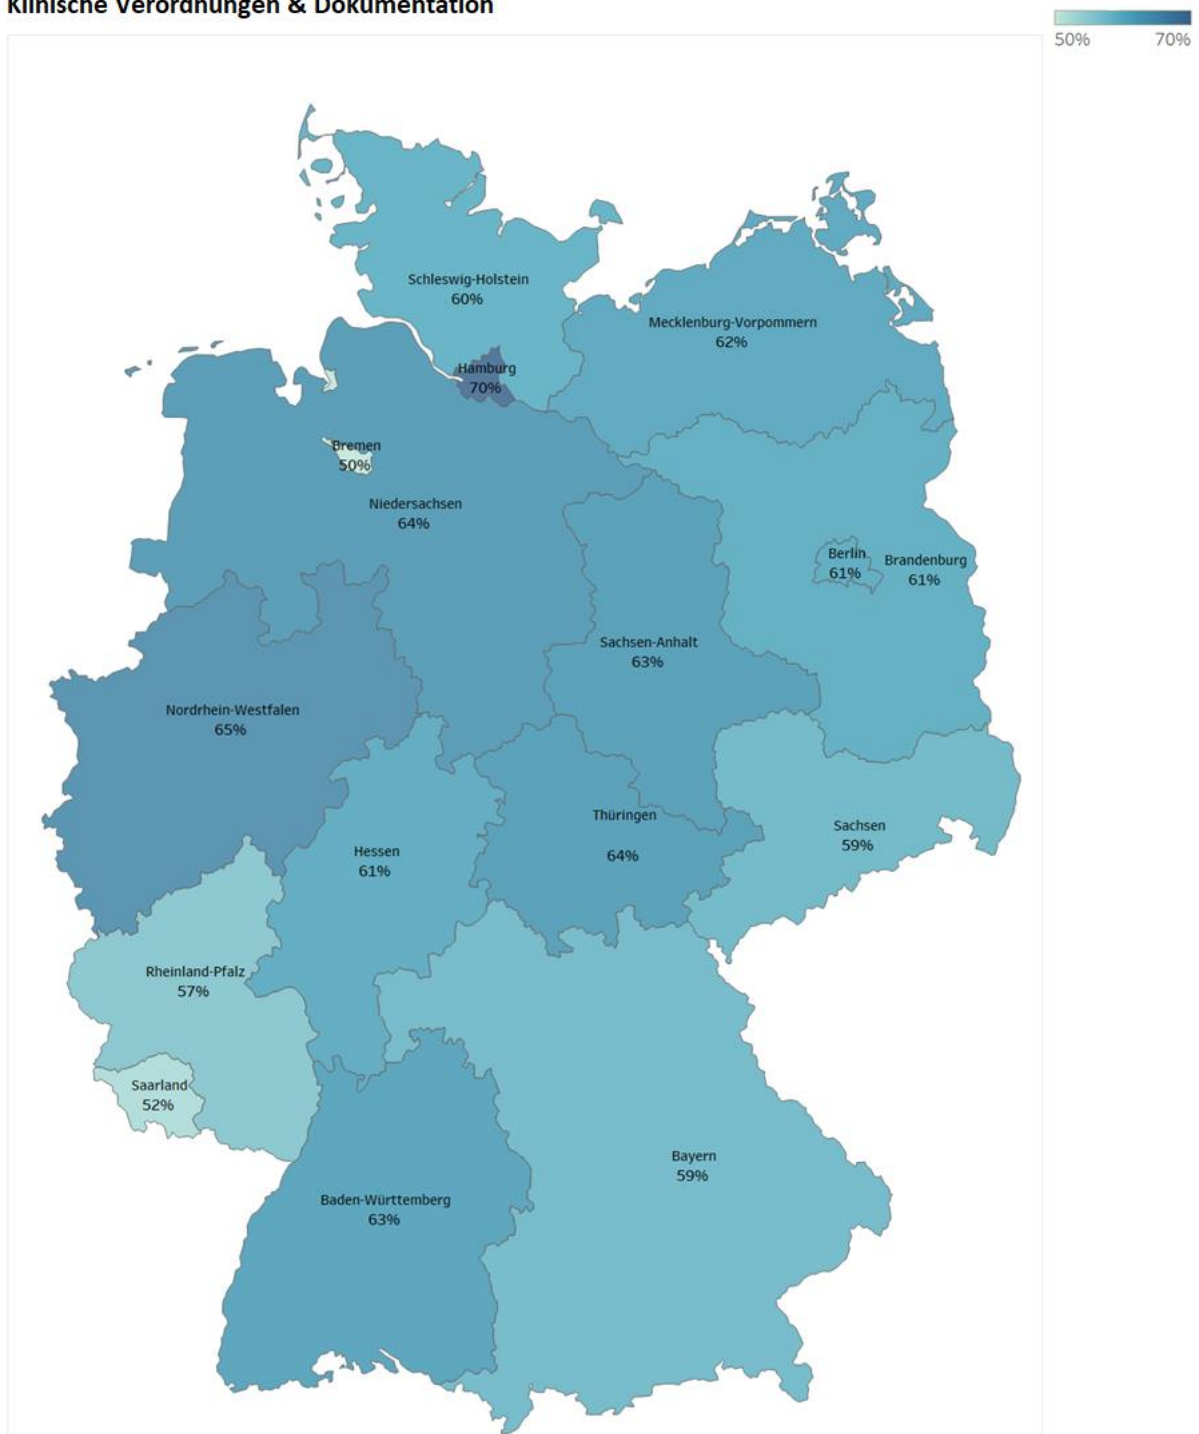 Klinische Verordnungen & Dokumentation
50%
70%
Schleswig-Holstein
60%
Mecklenburg-Vorpommern
62%
Hamburg
70%
Bremen
50%
Niedersachsen
64%
Berlin
61%
Brandenburg
61%
Sachsen-Anhalt
63%
Nordrhein-Westfalen
65%
Thüringen
64%
Sachsen
59%
Hessen
61%
Rheinland-Pfalz
57%
Saarland
52%
Bayern
59%
Baden-Württemberg
63%